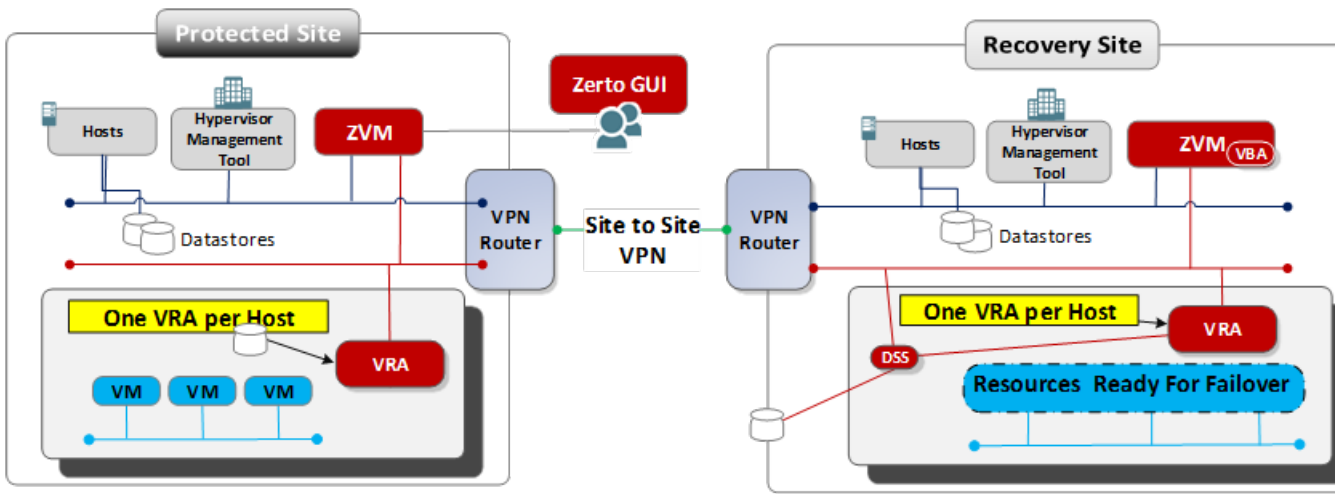 Protected Site
Zerto GUI
Hosts
Hypervisor
Management
Tool
ZVM
Datastores
VPN
Router
One VRA per Host
VRA
VM
VM
VM
Site to Site
VPN
Recovery Site
Hosts
Hypervisor
Management
Tool
ZVM
VBA
Datastores
VPN
Router
One VRA per Host
VRA
DSS
Resources Ready For Failover